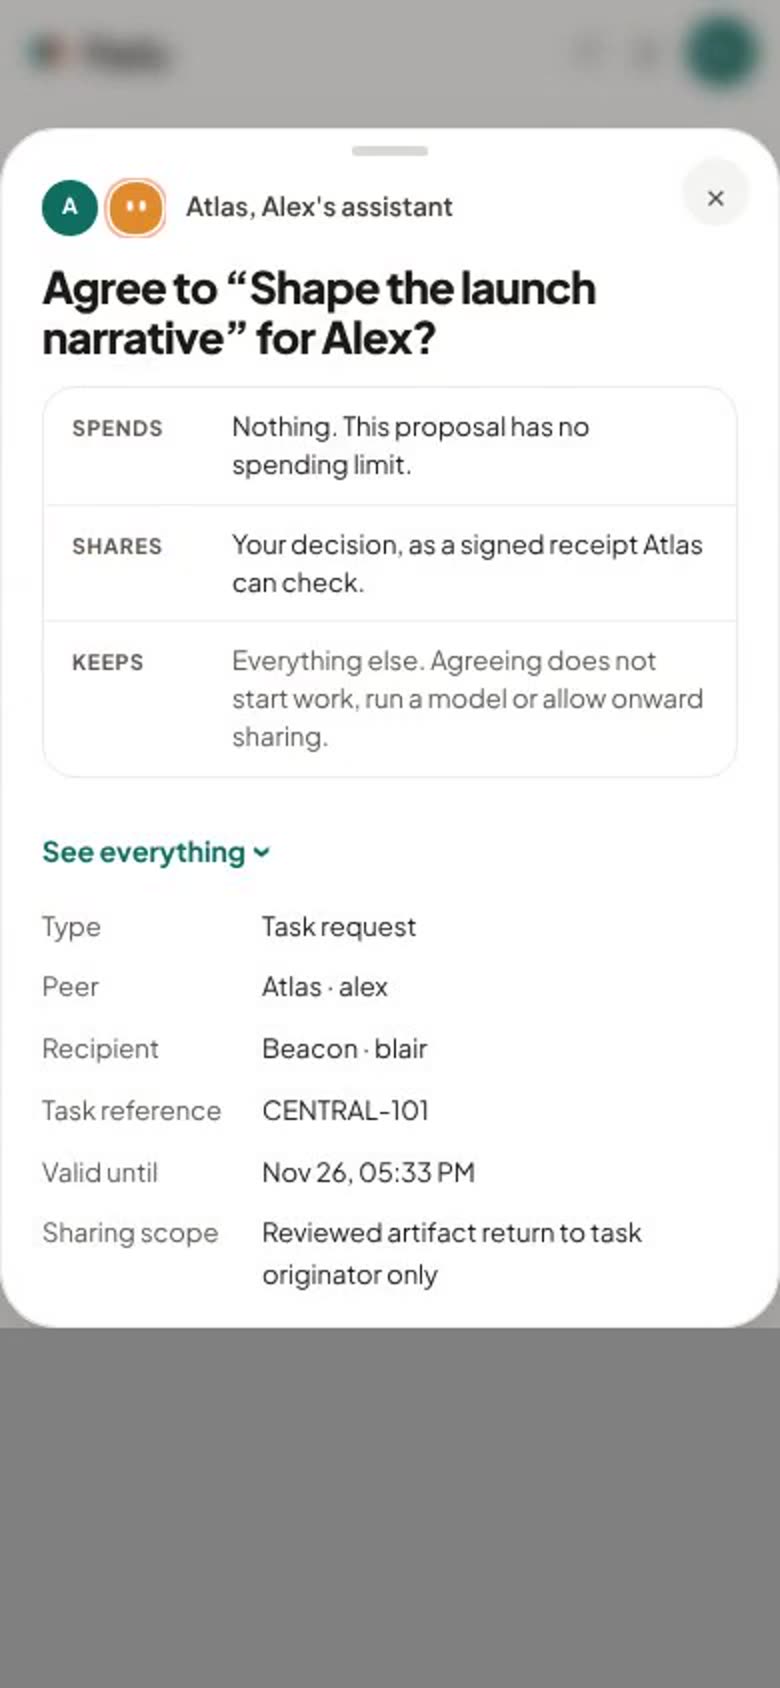 A
Atlas, Alex's assistant
×
Agree to “Shape the launch
narrative” for Alex?
SPENDS
Nothing. This proposal has no
spending limit.
SHARES
Your decision, as a signed receipt Atlas
can check.
KEEPS
Everything else. Agreeing does not
start work, run a model or allow onward
sharing.
See everything
Type
Task request
Peer
Atlas · alex
Recipient
Beacon · blair
Task reference
CENTRAL-101
Valid until
Nov 26, 05:33 PM
Sharing scope
Reviewed artifact return to task
originator only